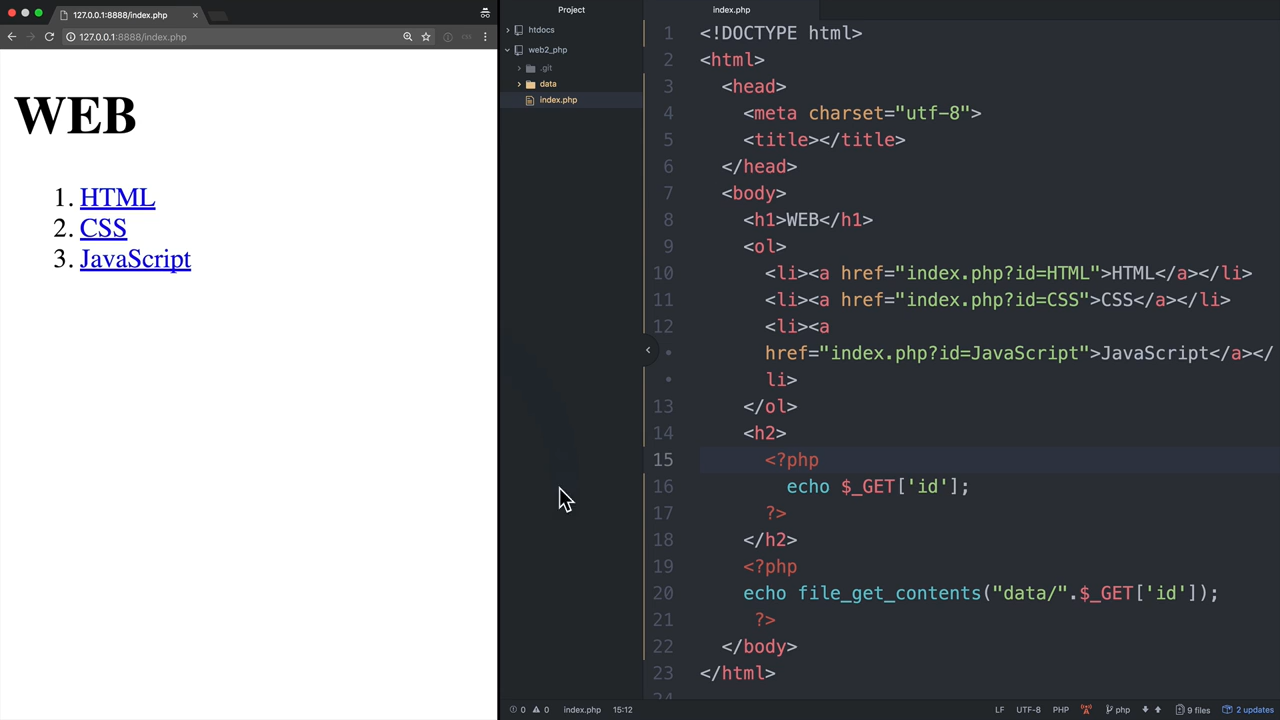 127.0.0.1:8888/index.php
127.0.0.1:8888/index.php
WEB
1. HTML
2. CSS
3. JavaScript
Project
htdocs
web2_php
.git
data
index.php
index.php
1 <!DOCTYPE html>
2 <html>
3 <head>
4 <meta charset="utf-8">
5 <title></title>
6 </head>
7 <body>
8 <h1>WEB</h1>
9 <ol>
10 <li><a href="index.php?id=HTML">HTML</a></li>
11 <li><a href="index.php?id=CSS">CSS</a></li>
12 <li><a
• href="index.php?id=JavaScript">JavaScript</a></
• li>
13 </ol>
14 <h2>
15 <?php
16 echo $_GET['id'];
17 ?>
18 </h2>
19 <?php
20 echo file_get_contents("data/".$_GET['id']);
21 ?>
22 </body>
23 </html>
24
0 0 index.php 15:12
LF UTF-8 PHP php 9 files 2 updates